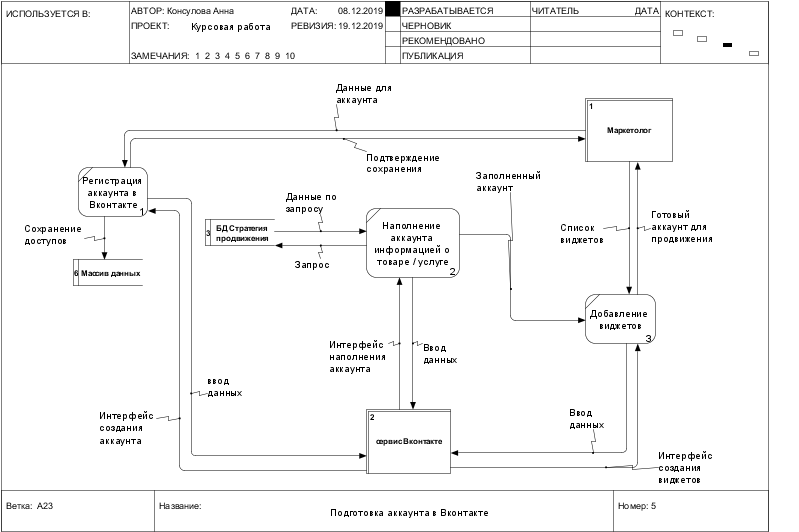 ИСПОЛЬЗУЕТСЯ В:
АВТОР: Консулова Анна
ДАТА: 08.12.2019
РАЗРАБАТЫВАЕТСЯ
ЧИТАТЕЛЬ
ДАТА
КОНТЕКСТ:
ПРОЕКТ: Курсовая работа
РЕВИЗИЯ: 19.12.2019
ЧЕРНОВИК
РЕКОМЕНДОВАНО
ЗАМЕЧАНИЯ: 1 2 3 4 5 6 7 8 9 10
ПУБЛИКАЦИЯ
Данные для
аккаунта
1
Маркетолог
Подтверждение
сохранения
Регистрация
аккаунта в
Вконтакте
1
Заполненный
аккаунт
Данные по
запросу
Сохранение
доступов
3
БД Стратегия
продвижения
Наполнение
аккаунта
информацией о
товаре / услуге
2
Список
виджетов
Готовый
аккаунт для
продвижения
Запрос
6
Массив данных
Добавление
виджетов
3
Интерфейс
наполнения
аккаунта
Ввод
данных
ввод
данных
Интерфейс
создания
аккаунта
2
сервис Вконтакте
Ввод
данных
Интерфейс
создания
виджетов
Ветка: A23
Название:
Подготовка аккаунта в Вконтакте
Номер: 5